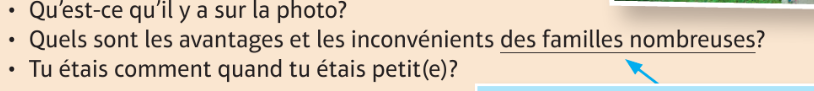 • Qu'est-ce qu'il y a sur la photo?
• Quels sont les avantages et les inconvénients des familles nombreuses?
• Tu étais comment quand tu étais petit(e)?